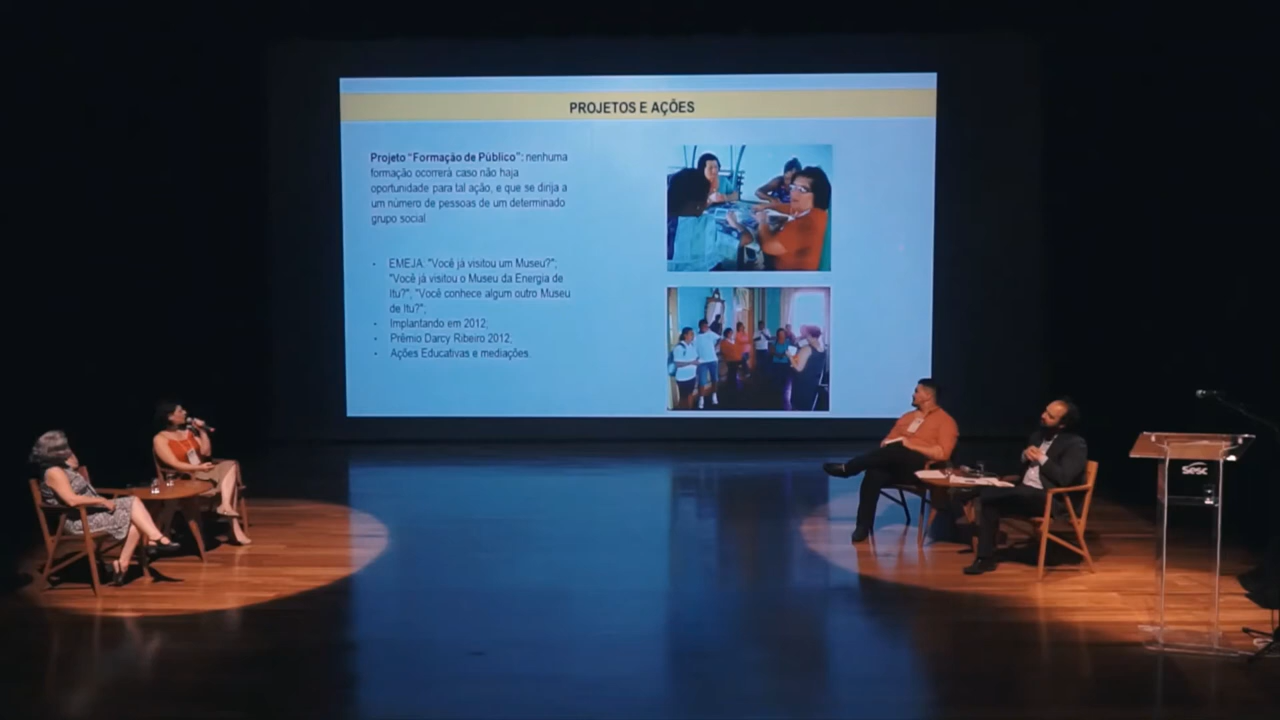 PROJETOS E AÇÕES
Projeto "Formação de Público": nenhuma
formação ocorrerá caso não haja
oportunidade para tal ação, e que se dirija a
um número de pessoas de um determinado
grupo social
EMEJA: "Você já visitou um Museu?";
"Você já visitou o Museu da Energia de
Itu?"; "Você conhece algum outro Museu
de Itu?";
Implantando em 2012;
Prêmio Darcy Ribeiro 2012;
Ações Educativas e mediações.
Sesc